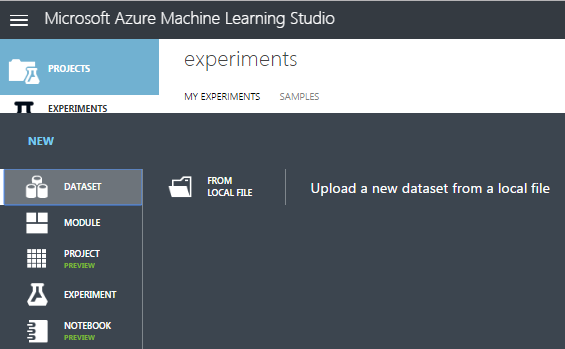 Microsoft Azure Machine Learning Studio
PROJECTS
experiments
MY EXPERIMENTS SAMPLES
EXPERIMENTS
NEW
DATASET
FROM
LOCAL FILE
Upload a new dataset from a local file
MODULE
PROJECT
PREVIEW
EXPERIMENT
NOTEBOOK
PREVIEW